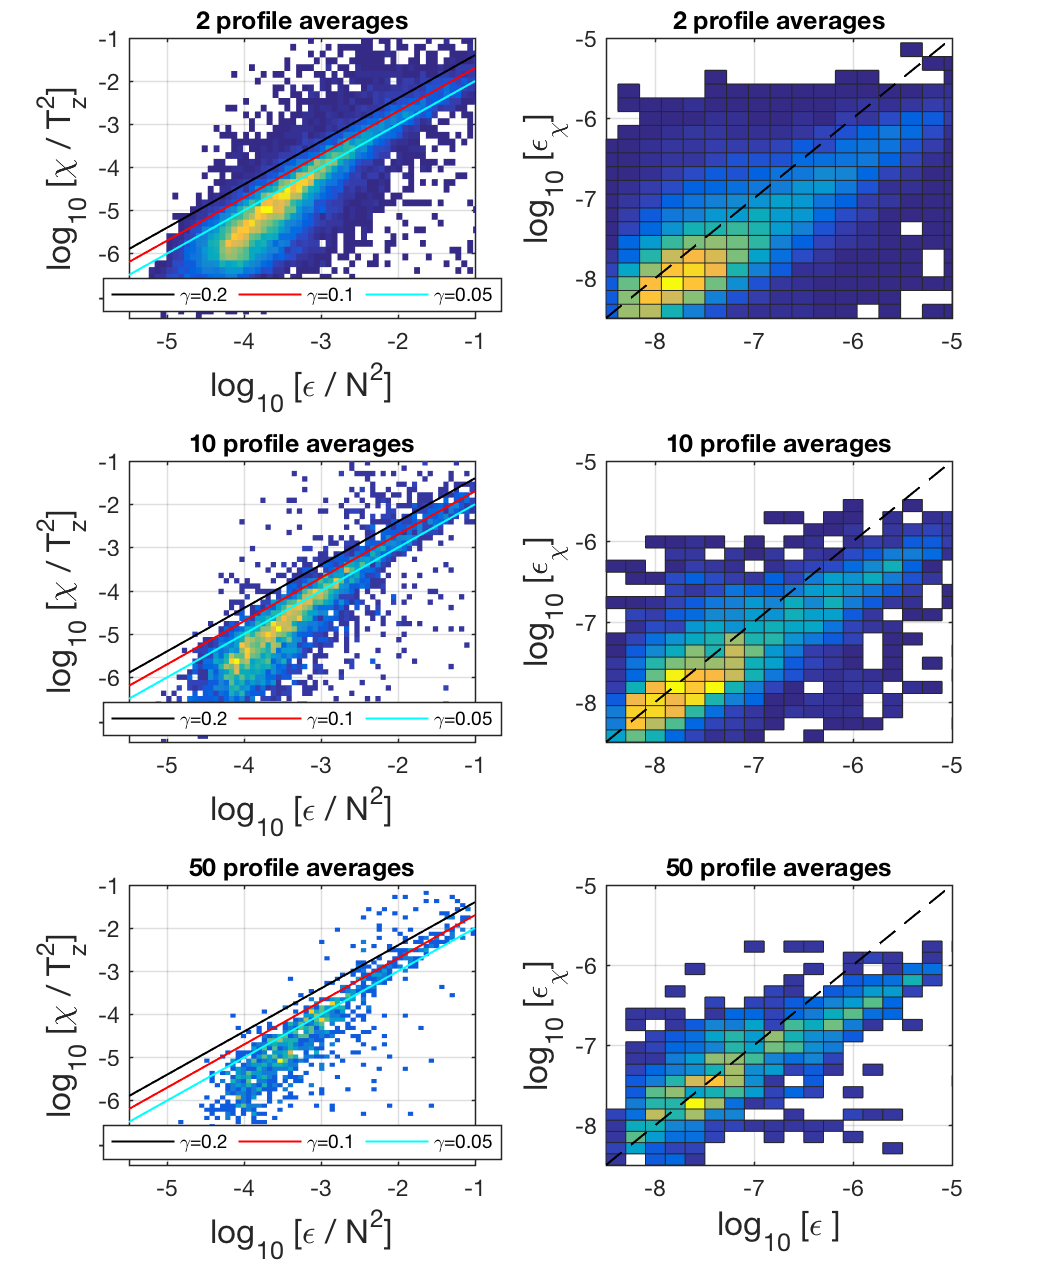 2 profile averages
log10 [χ / T2z]
-1
-2
-3
-4
-5
-6
γ=0.2 γ=0.1 γ=0.05
-5 -4 -3 -2 -1
log10 [ϵ / N2]
2 profile averages
log10 [ϵχ]
-5
-6
-7
-8
-8 -7 -6 -5
10 profile averages
log10 [χ / T2z]
-1
-2
-3
-4
-5
-6
γ=0.2 γ=0.1 γ=0.05
-5 -4 -3 -2 -1
log10 [ϵ / N2]
10 profile averages
log10 [ϵχ]
-5
-6
-7
-8
-8 -7 -6 -5
50 profile averages
log10 [χ / T2z]
-1
-2
-3
-4
-5
-6
γ=0.2 γ=0.1 γ=0.05
-5 -4 -3 -2 -1
log10 [ϵ / N2]
50 profile averages
log10 [ϵχ]
-5
-6
-7
-8
-8 -7 -6 -5
log10 [ϵ ]